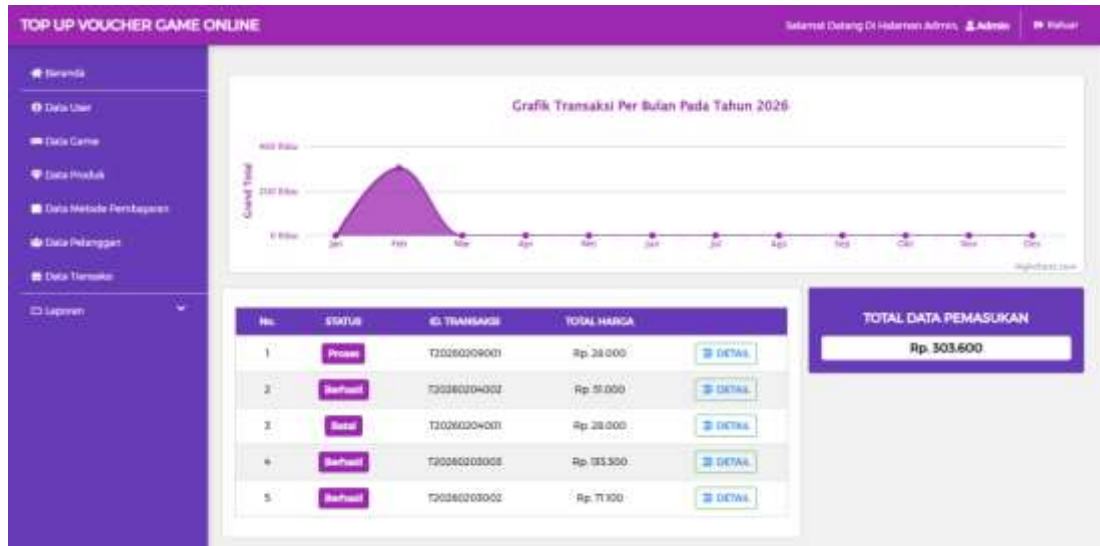 TOP UP VOUCHER GAME ONLINE
Selamat Datang Di Halaman Admin, Admin
Keluar
Beranda
Data User
Data Game
Data Produk
Data Metode Pembayaran
Data Pelanggan
Data Transaksi
Laporan
Grafik Transaksi Per Bulan Pada Tahun 2026
Grand Total
400 Ribu
200 Ribu
0 Ribu
Jan Feb Mar Apr Mei Jun Jul Ags Sep Okt Nov Des
Highcharts.com
No. STATUS ID. TRANSAKSI TOTAL HARGA
1 Proses T20260209001 Rp. 28.000 DETAIL
2 Berhasil T20260204002 Rp. 51.000 DETAIL
3 Batal T20260204001 Rp. 28.000 DETAIL
4 Berhasil T20260203003 Rp. 133.500 DETAIL
5 Berhasil T20260203002 Rp. 71.100 DETAIL
TOTAL DATA PEMASUKAN
Rp. 303.600